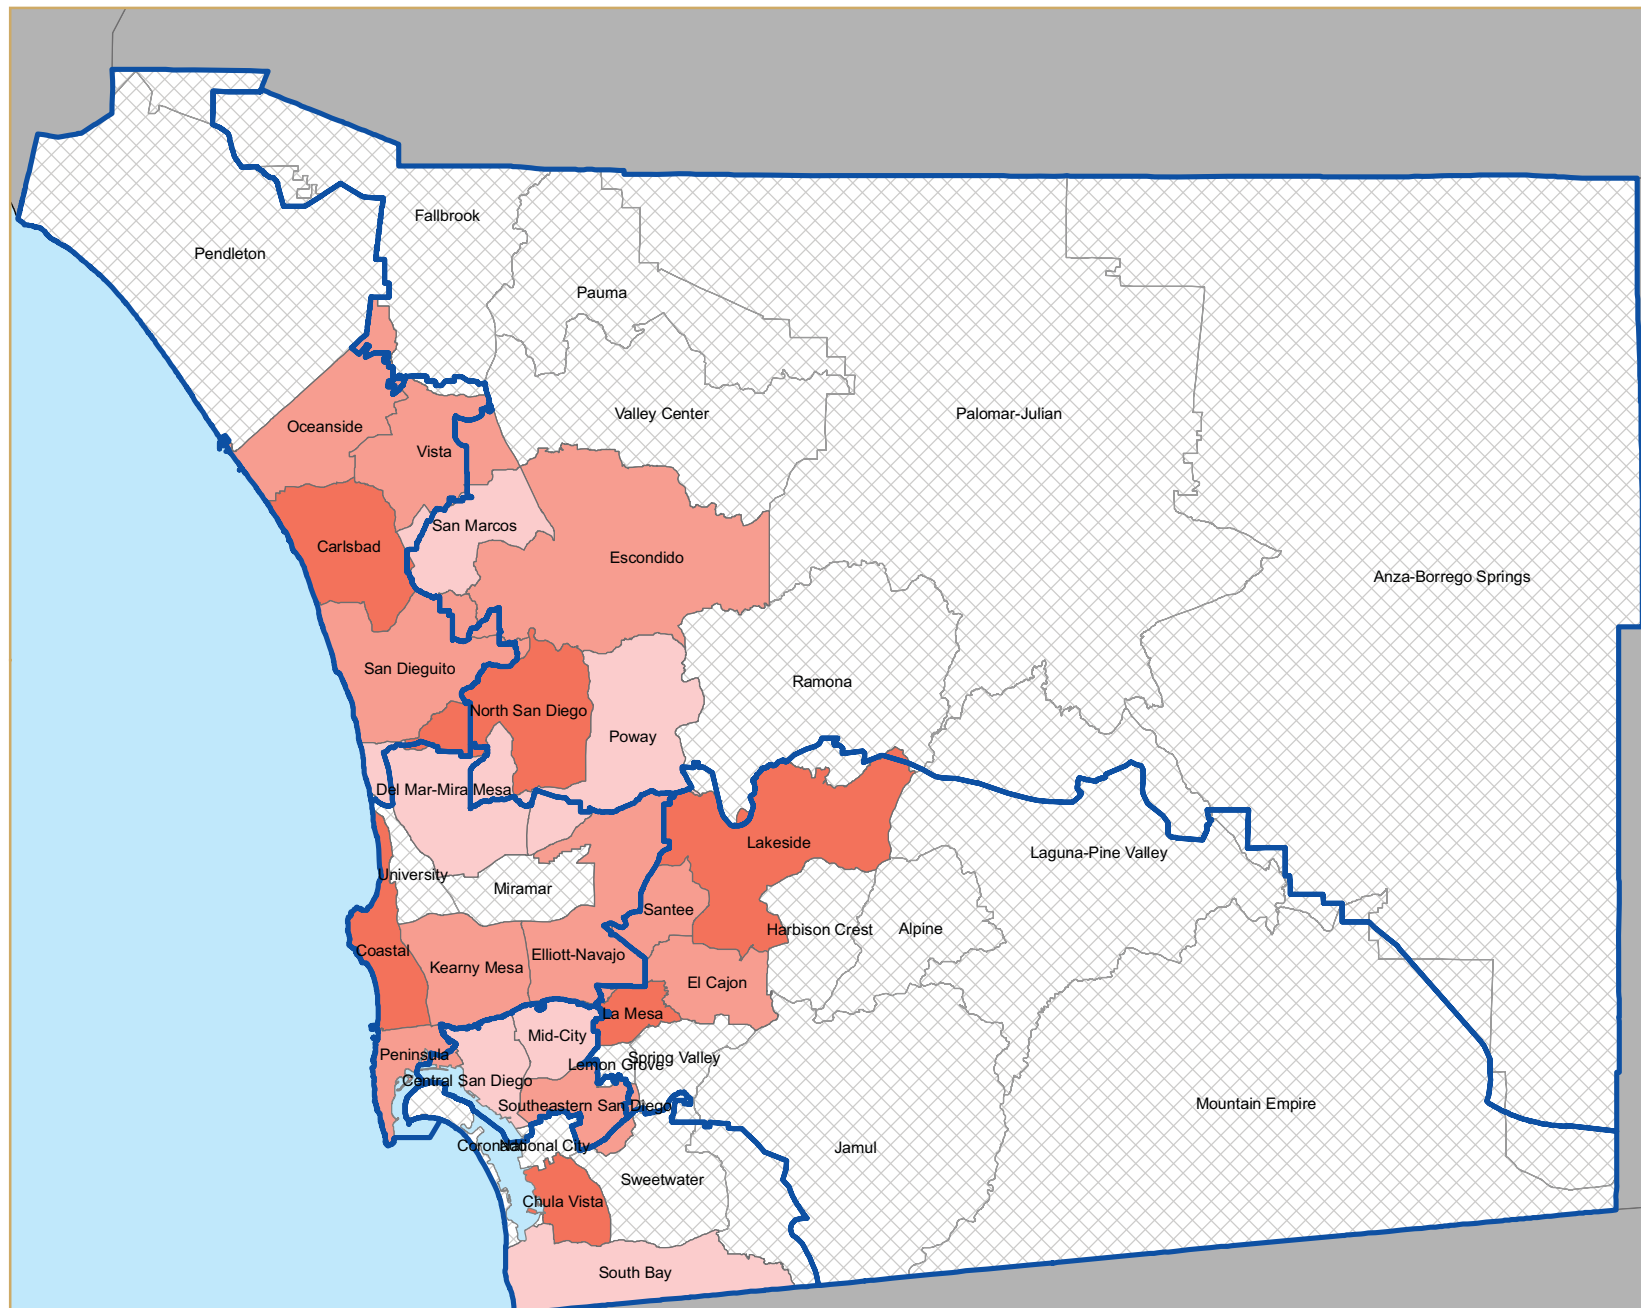 Fallbrook
Pendleton
Pauma
Valley Center
Palomar-Julian
Oceanside
Vista
San Marcos
Carlsbad
Escondido
Anza-Borrego Springs
San Dieguito
Ramona
North San Diego
Poway
Del Mar-Mira Mesa
Lakeside
Laguna-Pine Valley
University
Miramar
Santee
Harbison Crest
Alpine
Coastal
Elliott-Navajo
Kearny Mesa
El Cajon
La Mesa
Mid-City
Peninsula
Lemon Grove
Spring Valley
Central San Diego
Southeastern San Diego
Mountain Empire
Coronado
National City
Jamul
Sweetwater
Chula Vista
South Bay